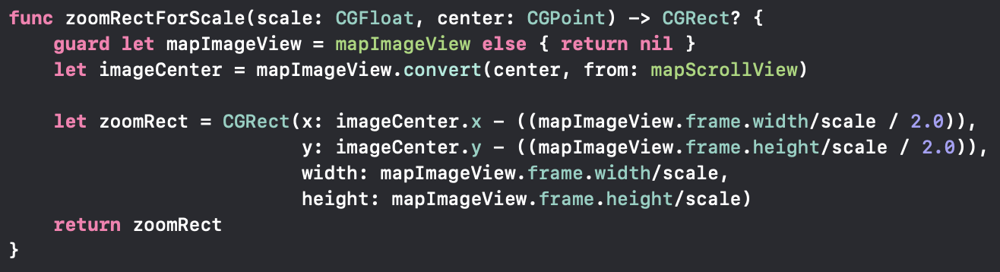 func zoomRectForScale(scale: CGFloat, center: CGPoint) -> CGRect? {
    guard let mapImageView = mapImageView else { return nil }
    let imageCenter = mapImageView.convert(center, from: mapScrollView)

    let zoomRect = CGRect(x: imageCenter.x - ((mapImageView.frame.width/scale / 2.0)),
                          y: imageCenter.y - ((mapImageView.frame.height/scale / 2.0)),
                          width: mapImageView.frame.width/scale,
                          height: mapImageView.frame.height/scale)
    return zoomRect
}